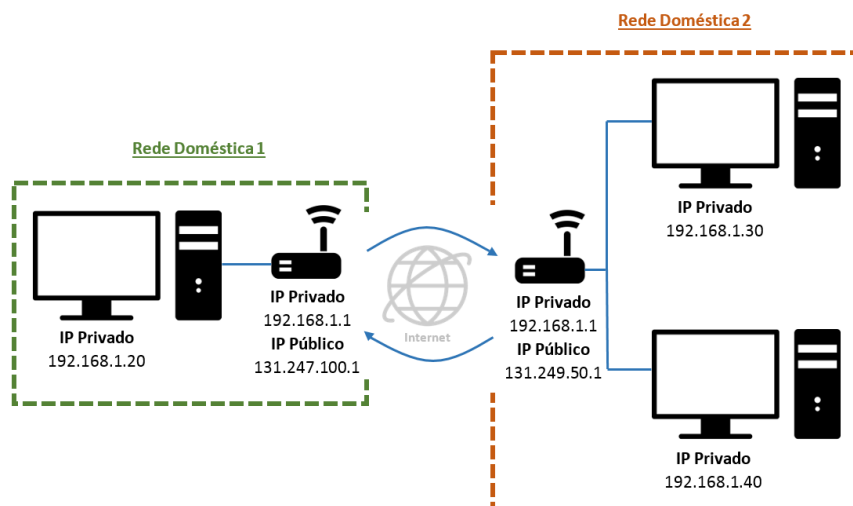 Rede Doméstica 1
IP Privado
192.168.1.20
IP Privado
192.168.1.1
IP Público
131.247.100.1
Internet
Rede Doméstica 2
IP Privado
192.168.1.1
IP Público
131.249.50.1
IP Privado
192.168.1.30
IP Privado
192.168.1.40